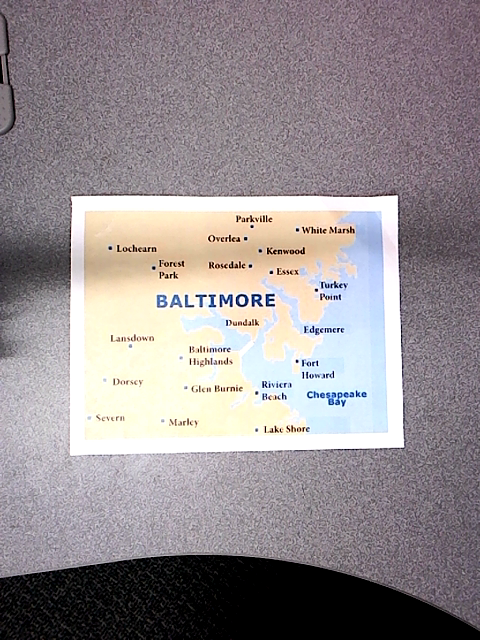 Parkville
White Marsh
Overlea
Lochearn
Kenwood
Forest
Park
Rosedale
Essex
Turkey
Point
BALTIMORE
Dundalk
Edgemere
Lansdown
Baltimore
Highlands
Fort
Howard
Dorsey
Glen Burnie
Riviera
Beach
Chesapeake
Bay
Severn
Marley
Lake Shore